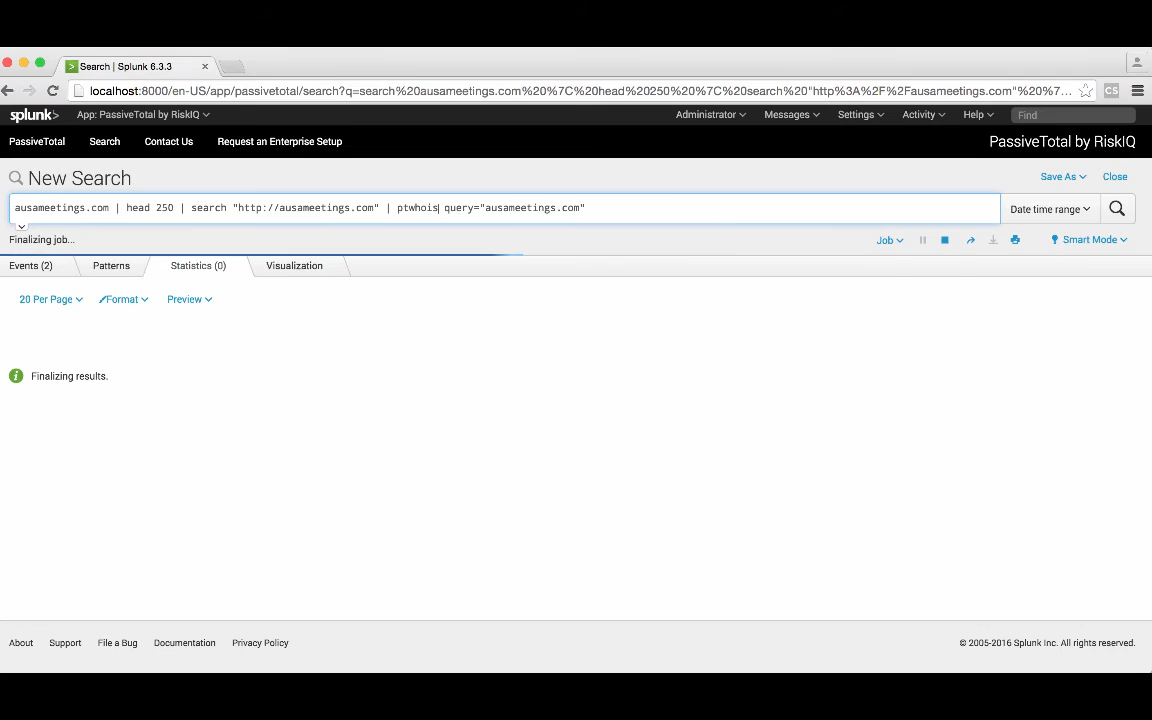 Search | Splunk 6.3.3 ×
localhost:8000/en-US/app/passivetotal/search?q=search%20ausameetings.com%20%7C%20head%20250%20%7C%20search%20"http%3A%2F%2Fausameetings.com"%20%7...
CS
splunk> App: PassiveTotal by RiskIQ Administrator Messages Settings Activity Help Find
PassiveTotal Search Contact Us Request an Enterprise Setup PassiveTotal by RiskIQ
New Search Save As Close
ausameetings.com | head 250 | search "http://ausameetings.com" | ptwhois query="ausameetings.com" Date time range
Finalizing job... Job Smart Mode
Events (2) Patterns Statistics (0) Visualization
20 Per Page Format Preview
i Finalizing results.
About Support File a Bug Documentation Privacy Policy © 2005-2016 Splunk Inc. All rights reserved.